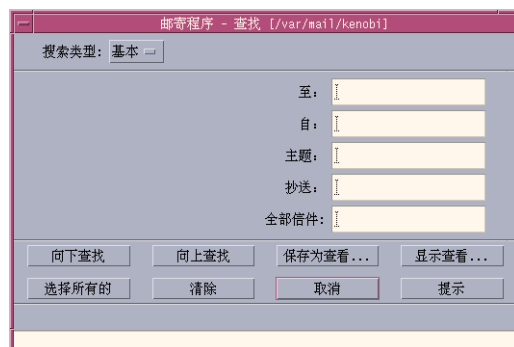 邮寄程序 - 查找 [/var/mail/kenobi]
搜索类型: 基本
至:
自:
主题:
抄送:
全部信件:
向下查找 向上查找 保存为查看... 显示查看...
选择所有的 清除 取消 提示